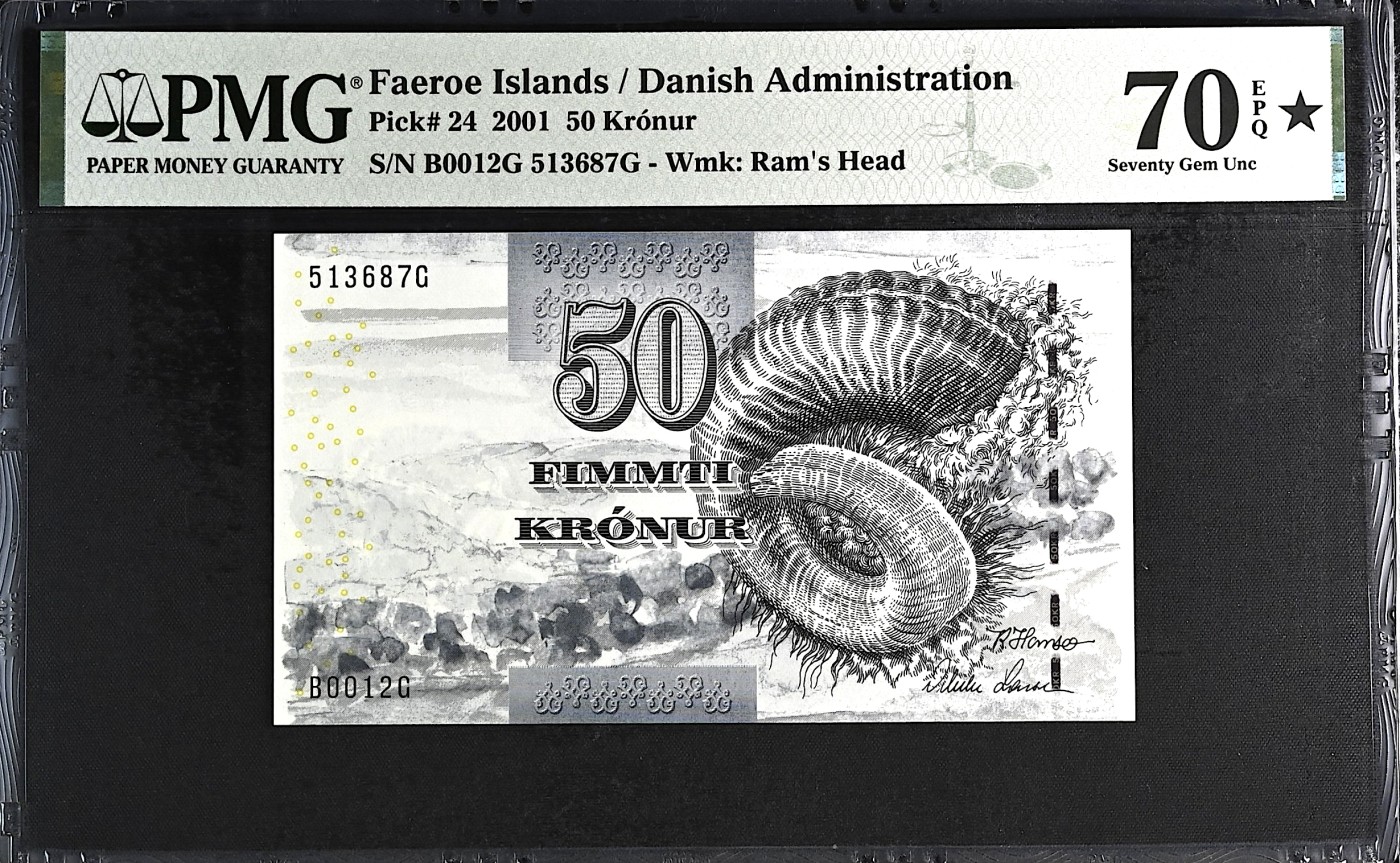 PMG®
PAPER MONEY GUARANTY
Faeroe Islands / Danish Administration
Pick# 24 2001 50 Krónur
S/N B0012G 513687G - Wmk: Ram's Head
70
EPQ
★
Seventy Gem Unc
513687G
50
FIMMTI
KRÓNUR
B0012G